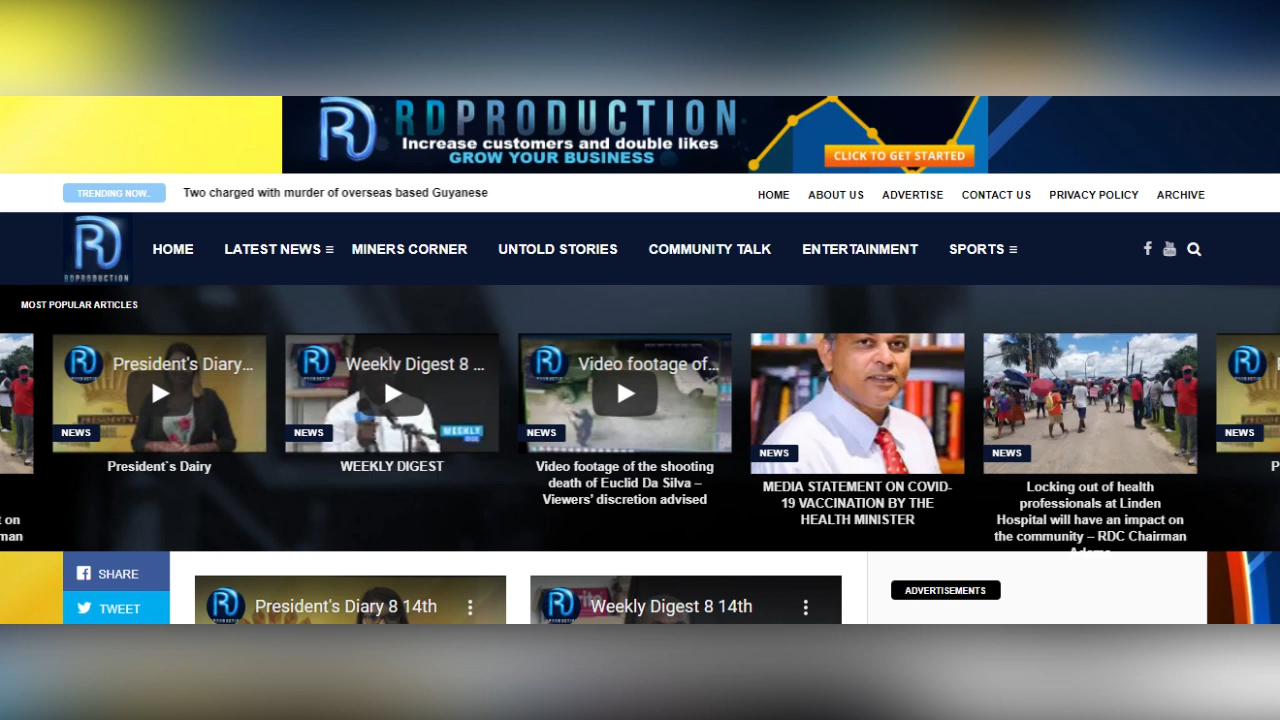 RDPRODUCTION
Increase customers and double likes
GROW YOUR BUSINESS
CLICK TO GET STARTED
TRENDING NOW..
Two charged with murder of overseas based Guyanese
HOME ABOUT US ADVERTISE CONTACT US PRIVACY POLICY ARCHIVE
RDPRODUCTION
HOME LATEST NEWS ≡ MINERS CORNER UNTOLD STORIES COMMUNITY TALK ENTERTAINMENT SPORTS ≡
MOST POPULAR ARTICLES
t on
man
President's Diary...
NEWS
President`s Dairy
Weekly Digest 8 ...
WEEKLY
NEWS
WEEKLY DIGEST
Video footage of...
NEWS
Video footage of the shooting
death of Euclid Da Silva –
Viewers' discretion advised
NEWS
MEDIA STATEMENT ON COVID-
19 VACCINATION BY THE
HEALTH MINISTER
NEWS
Locking out of health
professionals at Linden
Hospital will have an impact on
the community – RDC Chairman
Adams
NEWS
P
SHARE
TWEET
President's Diary 8 14th
Weekly Digest 8 14th
ADVERTISEMENTS